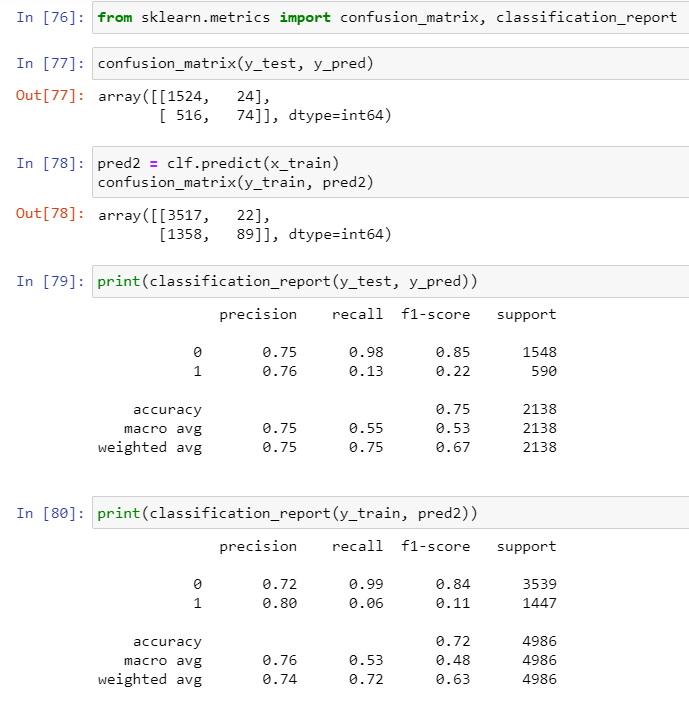 In [76]: from sklearn.metrics import confusion_matrix, classification_report
In [77]: confusion_matrix(y_test, y_pred)
Out[77]: array([[1524,   24],
       [ 516,   74]], dtype=int64)
In [78]: pred2 = clf.predict(x_train)
confusion_matrix(y_train, pred2)
Out[78]: array([[3517,   22],
       [1358,   89]], dtype=int64)
In [79]: print(classification_report(y_test, y_pred))
              precision    recall  f1-score   support
           0       0.75      0.98      0.85      1548
           1       0.76      0.13      0.22       590
    accuracy                           0.75      2138
   macro avg       0.75      0.55      0.53      2138
weighted avg       0.75      0.75      0.67      2138
In [80]: print(classification_report(y_train, pred2))
              precision    recall  f1-score   support
           0       0.72      0.99      0.84      3539
           1       0.80      0.06      0.11      1447
    accuracy                           0.72      4986
   macro avg       0.76      0.53      0.48      4986
weighted avg       0.74      0.72      0.63      4986